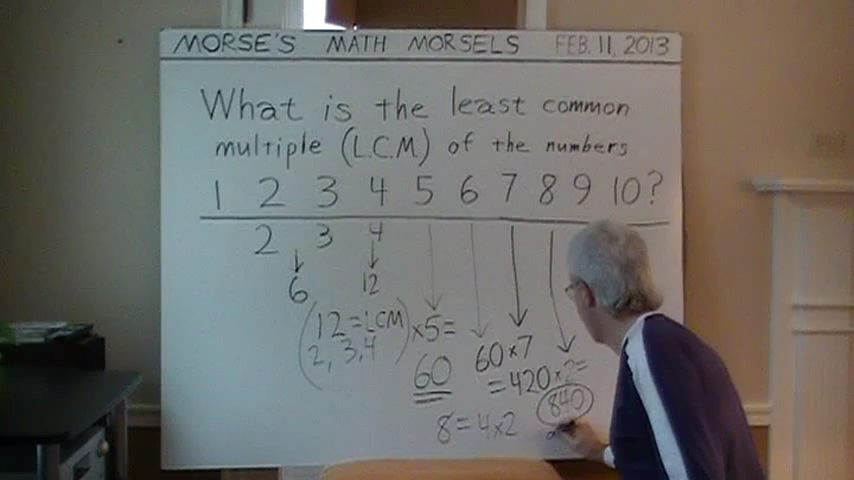 MORSE'S MATH MORSELS FEB. 11, 2013
What is the least common
multiple (L.C.M) of the numbers
1 2 3 4 5 6 7 8 9 10?
2 3 4
6 12
(12 = LCM) × 5 =
2, 3, 4
60
60 × 7
= 420 × 2 =
840
8 = 4 × 2